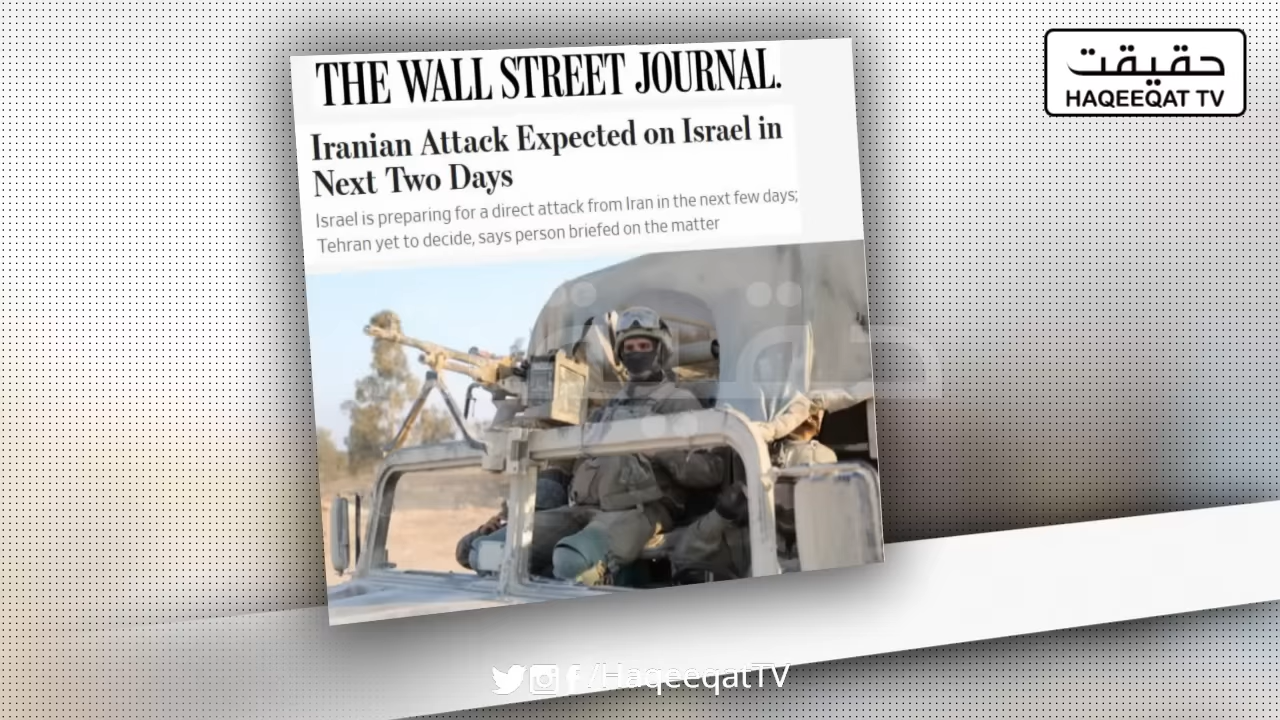 THE WALL STREET JOURNAL.
Iranian Attack Expected on Israel in
Next Two Days
Israel is preparing for a direct attack from Iran in the next few days;
Tehran yet to decide, says person briefed on the matter
حقیقت
HAQEEQAT TV
حقیقت
/HaqeeqatTV